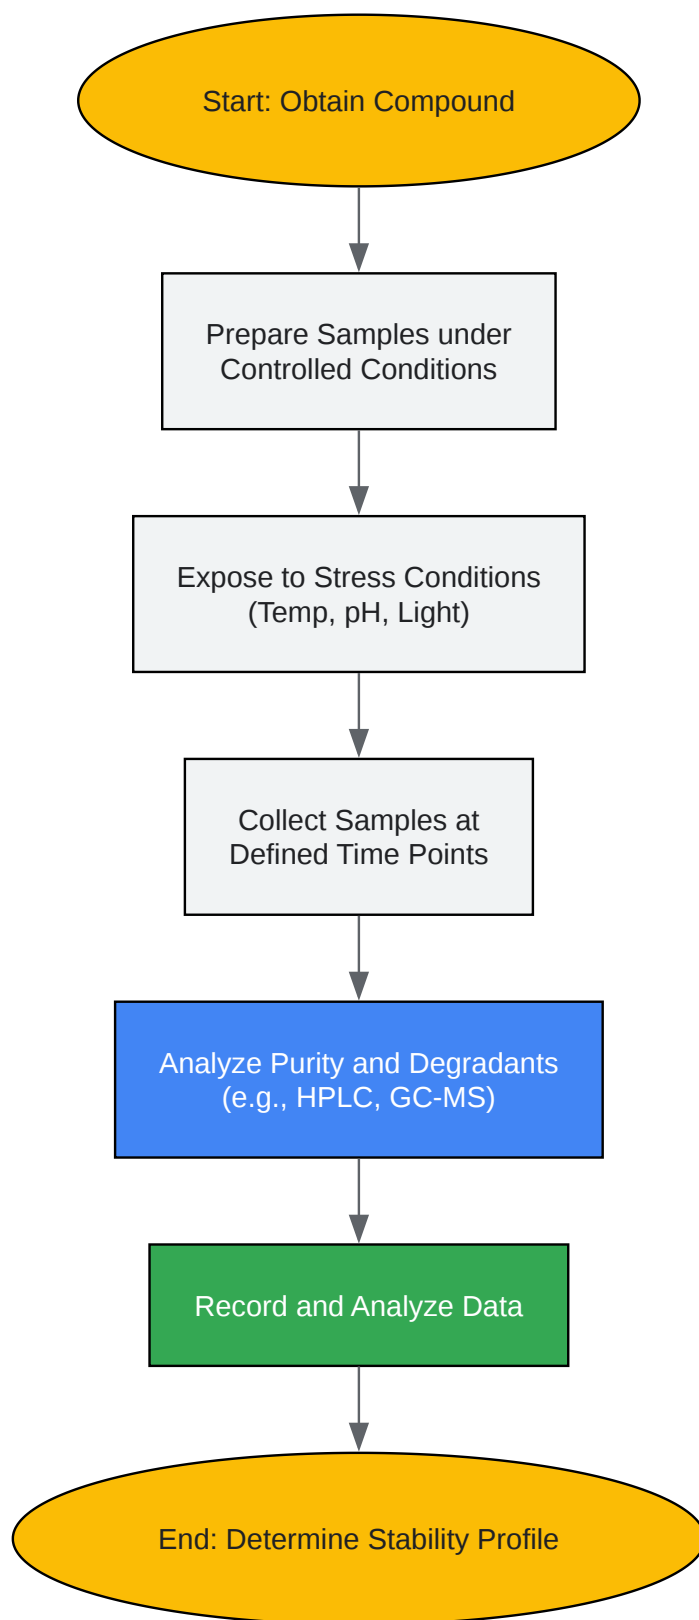 Start: Obtain Compound
Prepare Samples under
Controlled Conditions
Expose to Stress Conditions
(Temp, pH, Light)
Collect Samples at
Defined Time Points
Analyze Purity and Degradants
(e.g., HPLC, GC-MS)
Record and Analyze Data
End: Determine Stability Profile